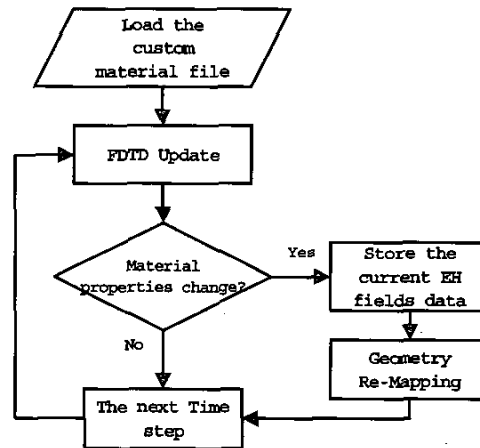 Load the
custom
material file
FDTD Update
Material
properties change?
Yes
Store the
current EH
fields data
No
Geometry
Re-Mapping
The next Time
step